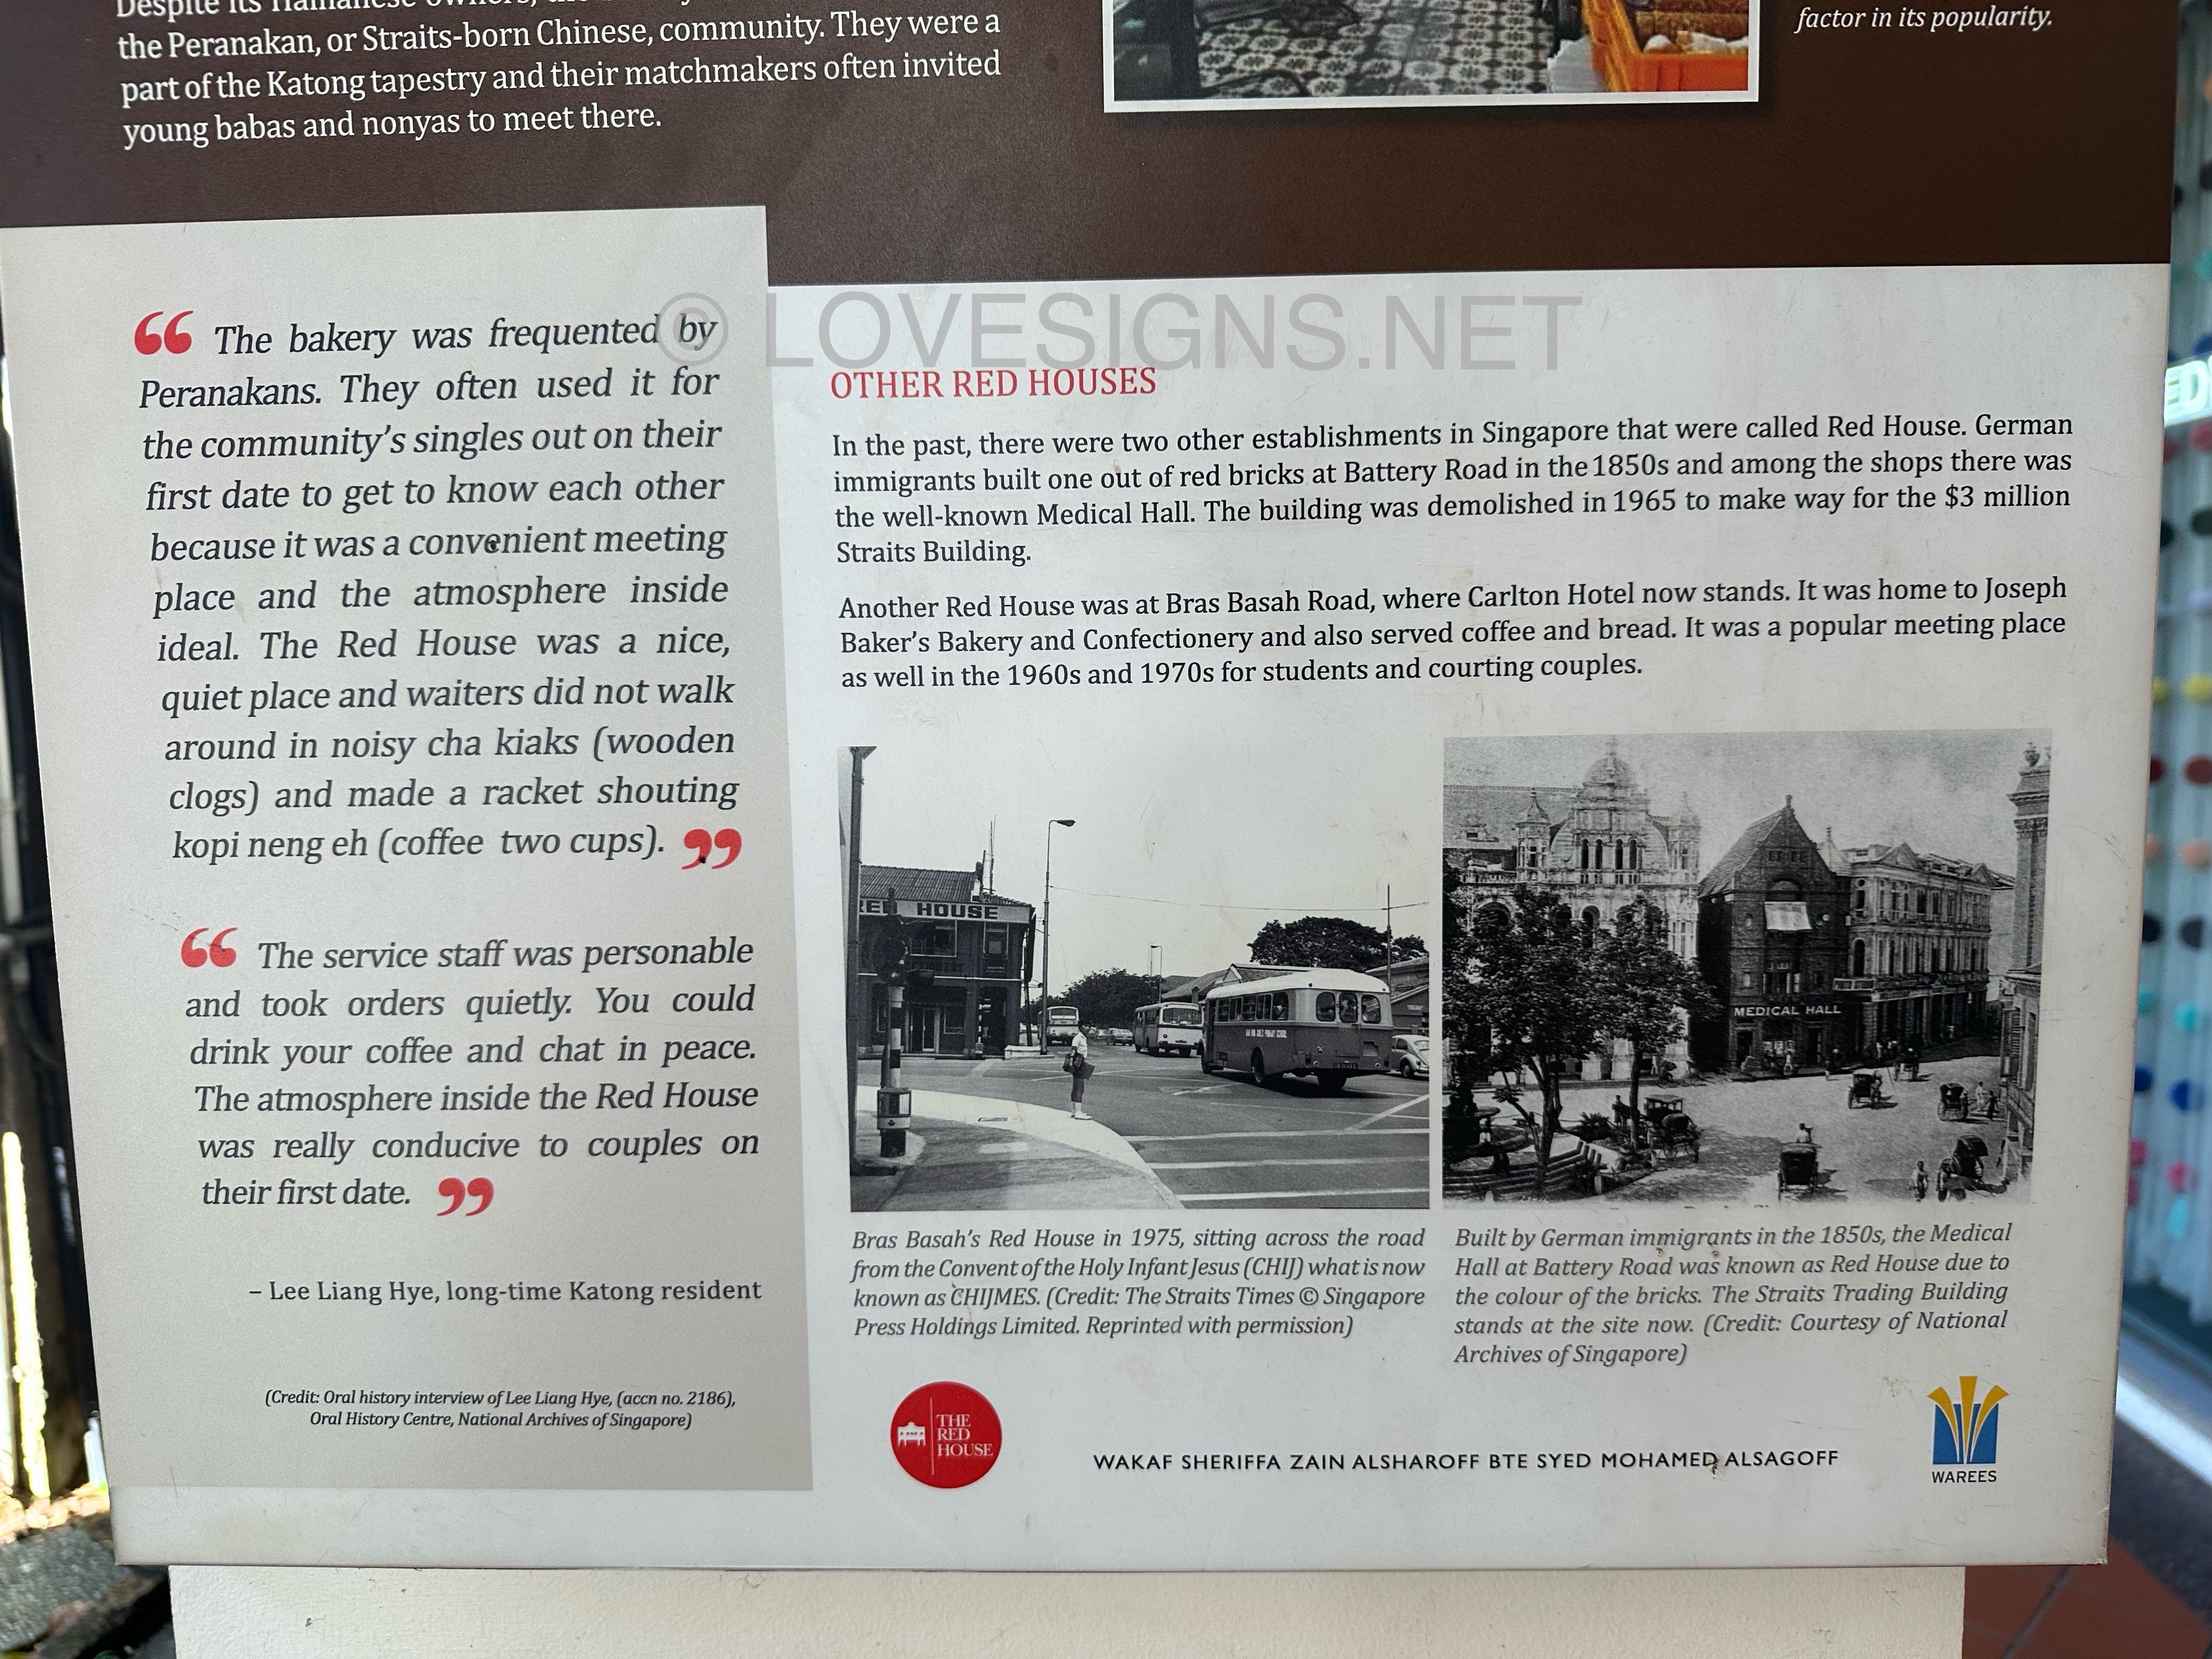 Despite its Hainanese owners,
the Peranakan, or Straits-born Chinese, community. They were a
part of the Katong tapestry and their matchmakers often invited
young babas and nonyas to meet there.
factor in its popularity.
© LOVESIGNS.NET
“ The bakery was frequented by
Peranakans. They often used it for
the community’s singles out on their
first date to get to know each other
because it was a convenient meeting
place and the atmosphere inside
ideal. The Red House was a nice,
quiet place and waiters did not walk
around in noisy cha kiaks (wooden
clogs) and made a racket shouting
kopi neng eh (coffee two cups). ”
“ The service staff was personable
and took orders quietly. You could
drink your coffee and chat in peace.
The atmosphere inside the Red House
was really conducive to couples on
their first date. ”
– Lee Liang Hye, long-time Katong resident
(Credit: Oral history interview of Lee Liang Hye, (accn no. 2186),
Oral History Centre, National Archives of Singapore)
OTHER RED HOUSES
In the past, there were two other establishments in Singapore that were called Red House. German
immigrants built one out of red bricks at Battery Road in the 1850s and among the shops there was
the well-known Medical Hall. The building was demolished in 1965 to make way for the $3 million
Straits Building.
Another Red House was at Bras Basah Road, where Carlton Hotel now stands. It was home to Joseph
Baker’s Bakery and Confectionery and also served coffee and bread. It was a popular meeting place
as well in the 1960s and 1970s for students and courting couples.
RED HOUSE
MEDICAL HALL
Bras Basah’s Red House in 1975, sitting across the road
from the Convent of the Holy Infant Jesus (CHIJ) what is now
known as CHIJMES. (Credit: The Straits Times © Singapore
Press Holdings Limited. Reprinted with permission)
Built by German immigrants in the 1850s, the Medical
Hall at Battery Road was known as Red House due to
the colour of the bricks. The Straits Trading Building
stands at the site now. (Credit: Courtesy of National
Archives of Singapore)
THE
RED
HOUSE
WAKAF SHERIFFA ZAIN ALSHAROFF BTE SYED MOHAMED ALSAGOFF
WAREES